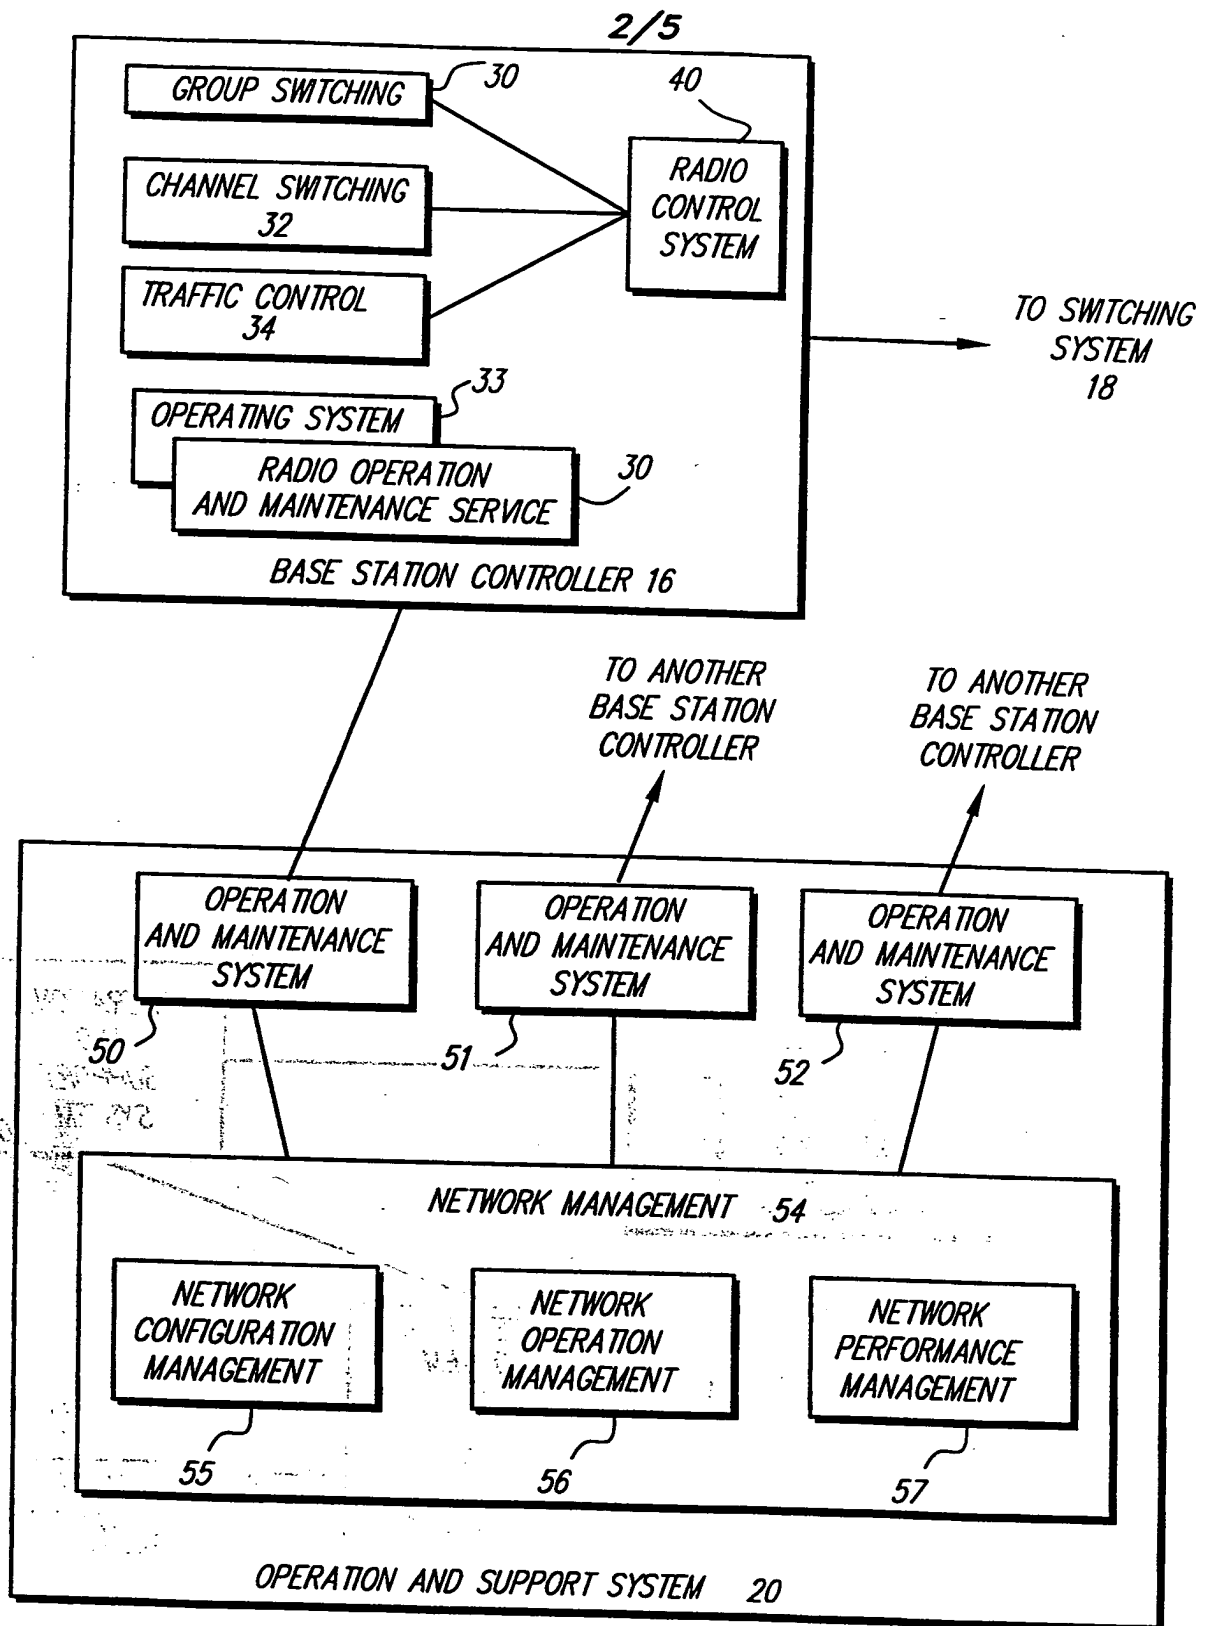 2/5
GROUP SWITCHING
30
40
CHANNEL SWITCHING
32
RADIO
CONTROL
SYSTEM
TRAFFIC CONTROL
34
TO SWITCHING
SYSTEM
18
33
OPERATING SYSTEM
RADIO OPERATION
AND MAINTENANCE SERVICE
30
BASE STATION CONTROLLER 16
TO ANOTHER
BASE STATION
CONTROLLER
TO ANOTHER
BASE STATION
CONTROLLER
OPERATION
AND MAINTENANCE
SYSTEM
50
OPERATION
AND MAINTENANCE
SYSTEM
51
OPERATION
AND MAINTENANCE
SYSTEM
52
NETWORK MANAGEMENT 54
NETWORK
CONFIGURATION
MANAGEMENT
55
NETWORK
OPERATION
MANAGEMENT
56
NETWORK
PERFORMANCE
MANAGEMENT
57
OPERATION AND SUPPORT SYSTEM 20